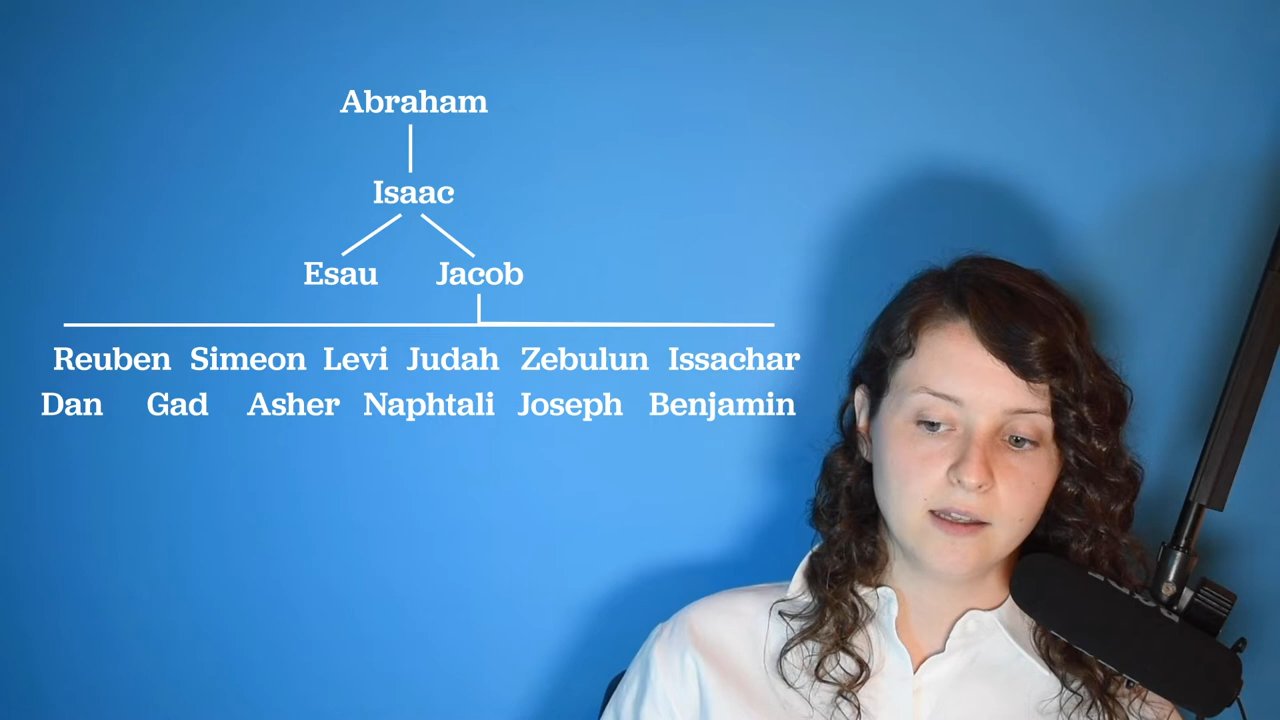 Abraham
Isaac
Esau Jacob
Reuben Simeon Levi Judah Zebulun Issachar
Dan Gad Asher Naphtali Joseph Benjamin